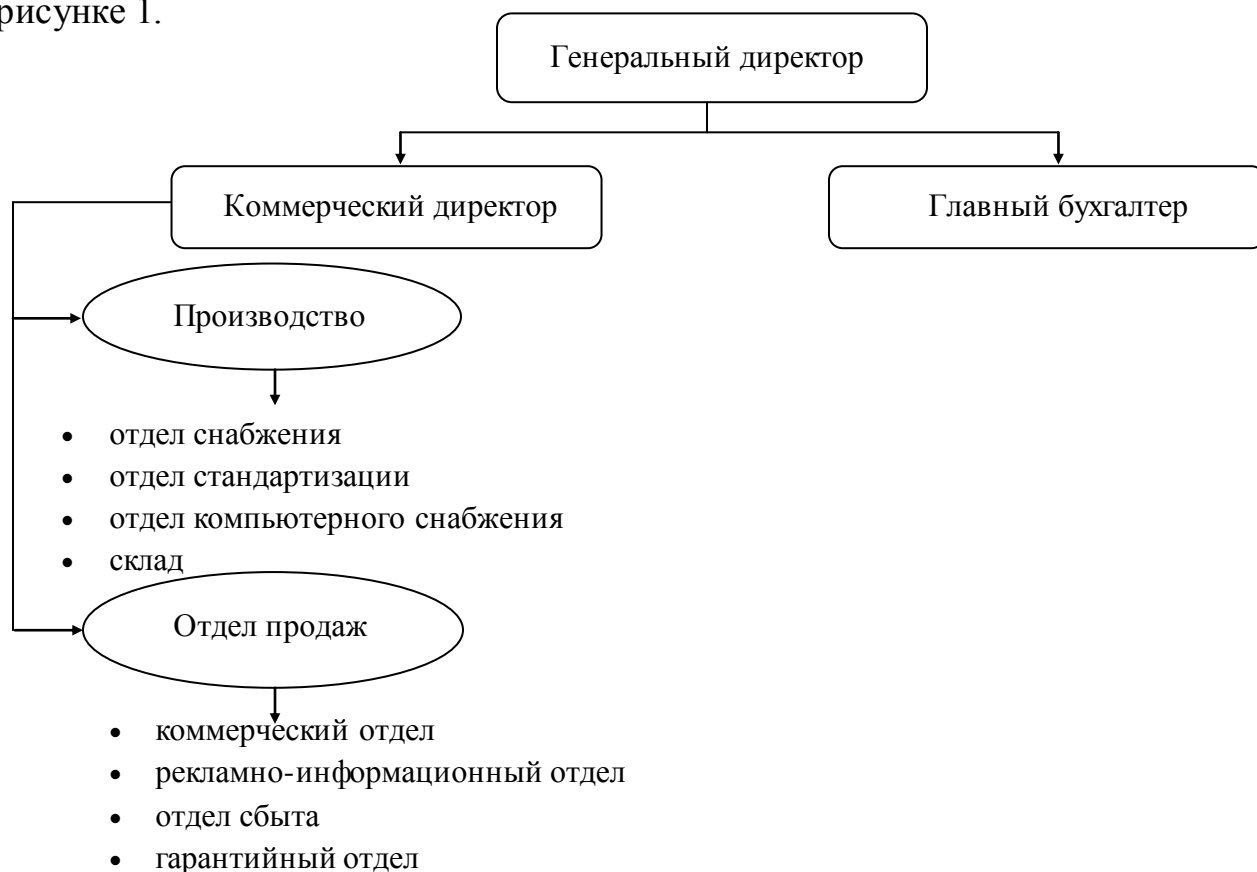 рисунке 1.
Генеральный директор
Коммерческий директор
Главный бухгалтер
Производство
• отдел снабжения
• отдел стандартизации
• отдел компьютерного снабжения
• склад
Отдел продаж
• коммерческий отдел
• рекламно-информационный отдел
• отдел сбыта
• гарантийный отдел